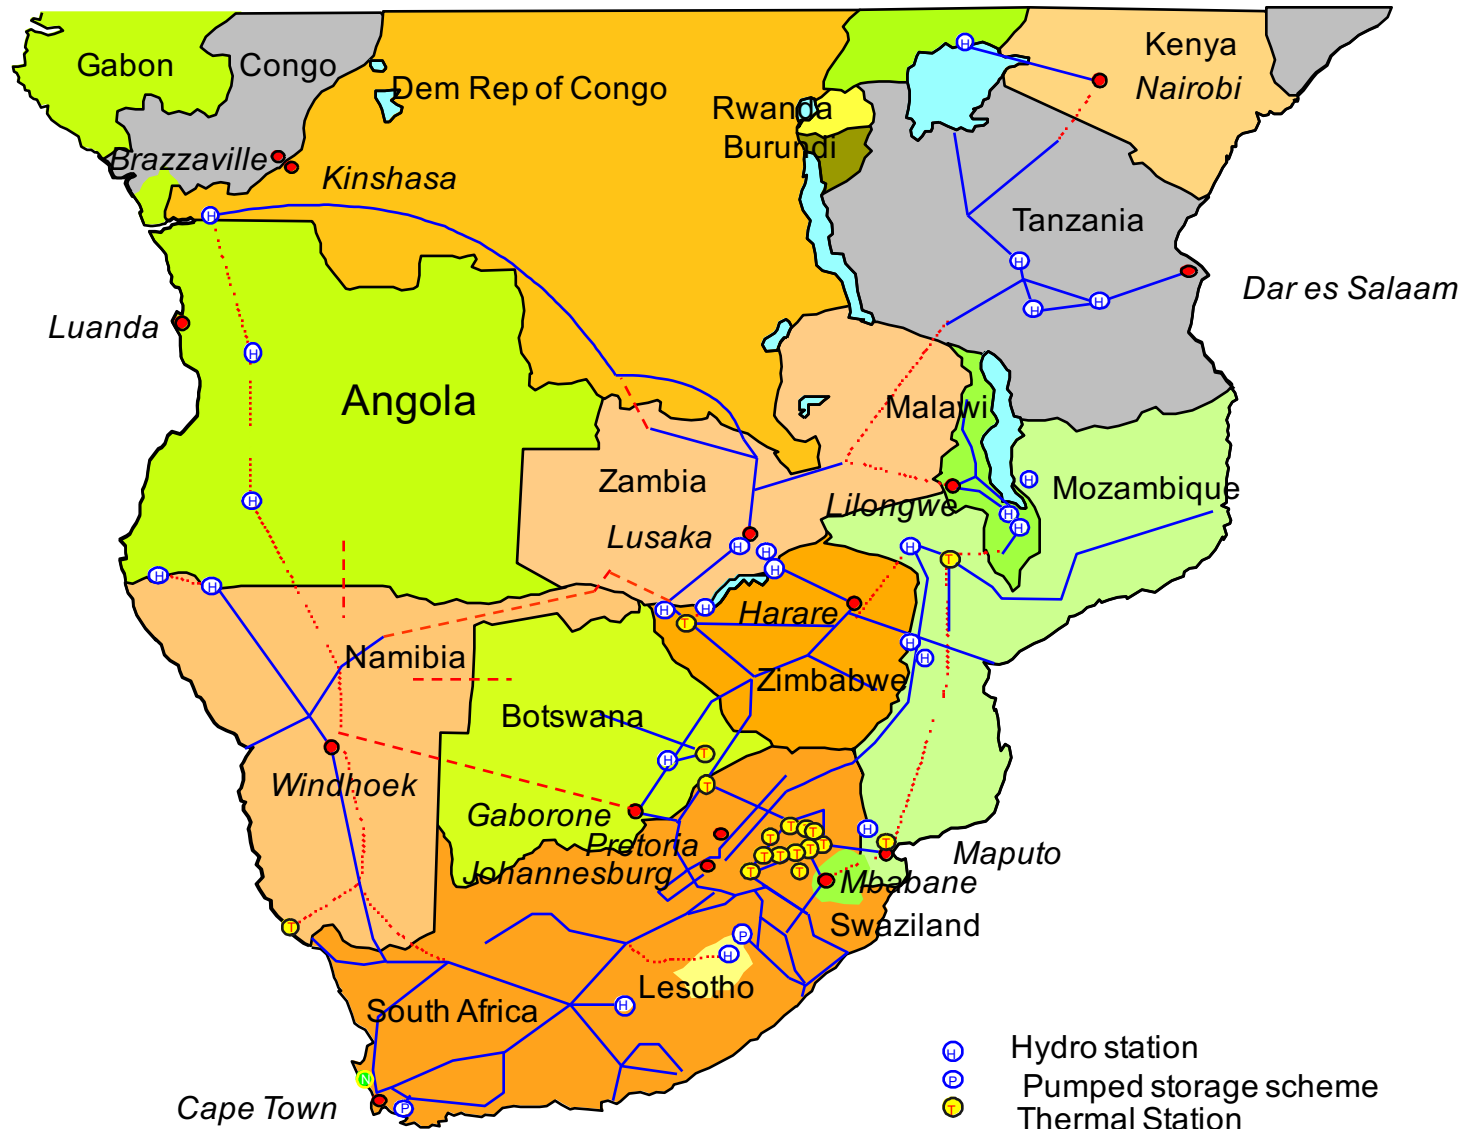 Gabon
Congo
Dem Rep of Congo
Kenya
Nairobi
Rwanda
Burundi
Brazzaville
Kinshasa
Tanzania
Dar es Salaam
Luanda
Angola
Malawi
Zambia
Lilongwe
Mozambique
Lusaka
Harare
Namibia
Zimbabwe
Botswana
Windhoek
Gaborone
Pretoria
Johannesburg
Maputo
Mbabane
Swaziland
Lesotho
South Africa
Cape Town
H Hydro station
P Pumped storage scheme
T Thermal Station
N